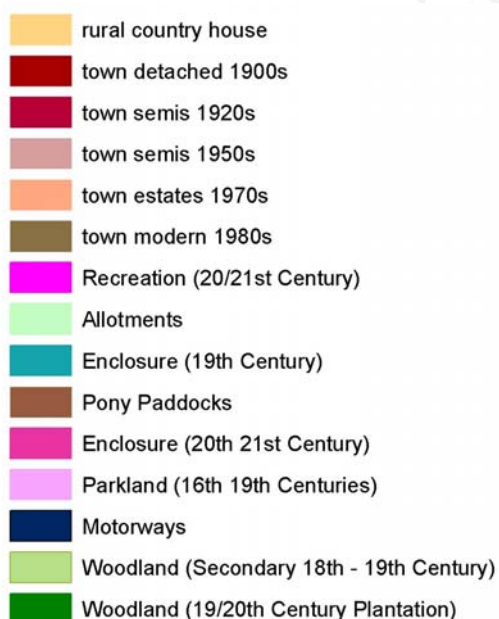 rural country house
town detached 1900s
town semis 1920s
town semis 1950s
town estates 1970s
town modern 1980s
Recreation (20/21st Century)
Allotments
Enclosure (19th Century)
Pony Paddocks
Enclosure (20th 21st Century)
Parkland (16th 19th Centuries)
Motorways
Woodland (Secondary 18th - 19th Century)
Woodland (19/20th Century Plantation)